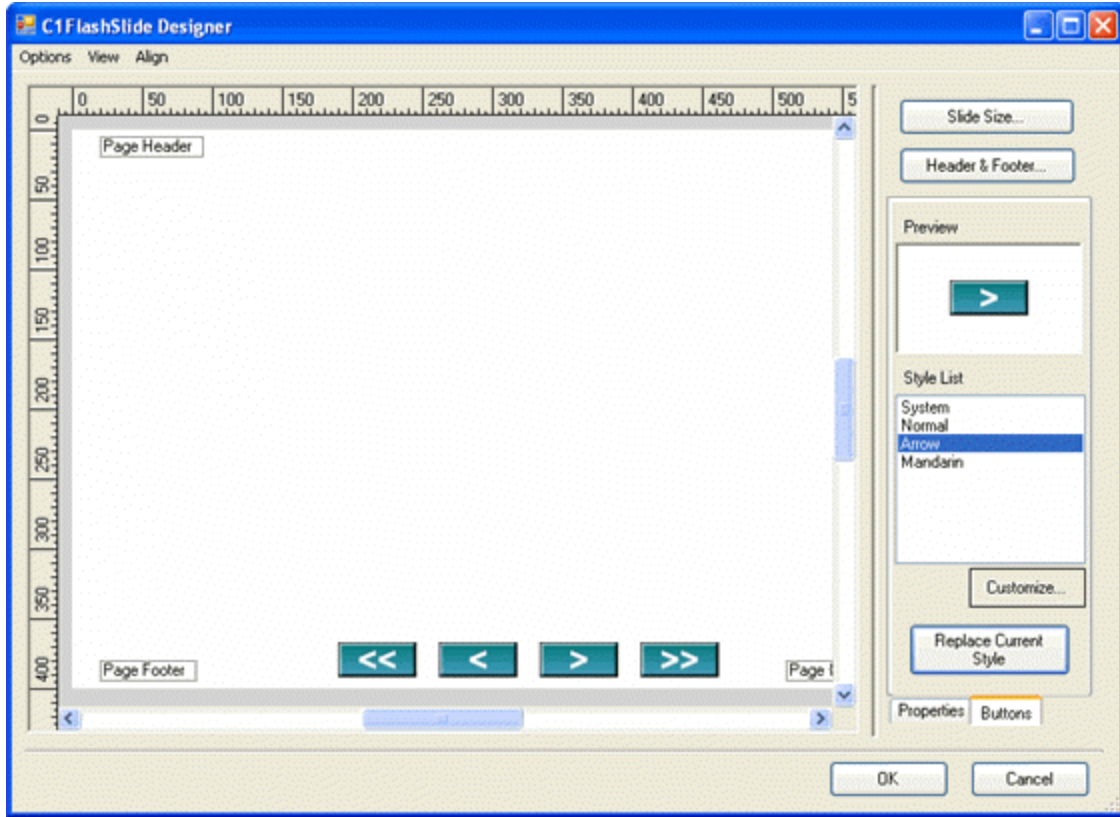 C1FlashSlide Designer
Options View Align
0 50 100 150 200 250 300 350 400 450 500 5
0
50
100
150
200
250
300
350
400
Page Header
Page Footer
<< < > >>
Page
Slide Size...
Header & Footer...
Preview
>
Style List
System
Normal
Arrow
Mandarin
Customize...
Replace Current
Style
Properties Buttons
OK Cancel